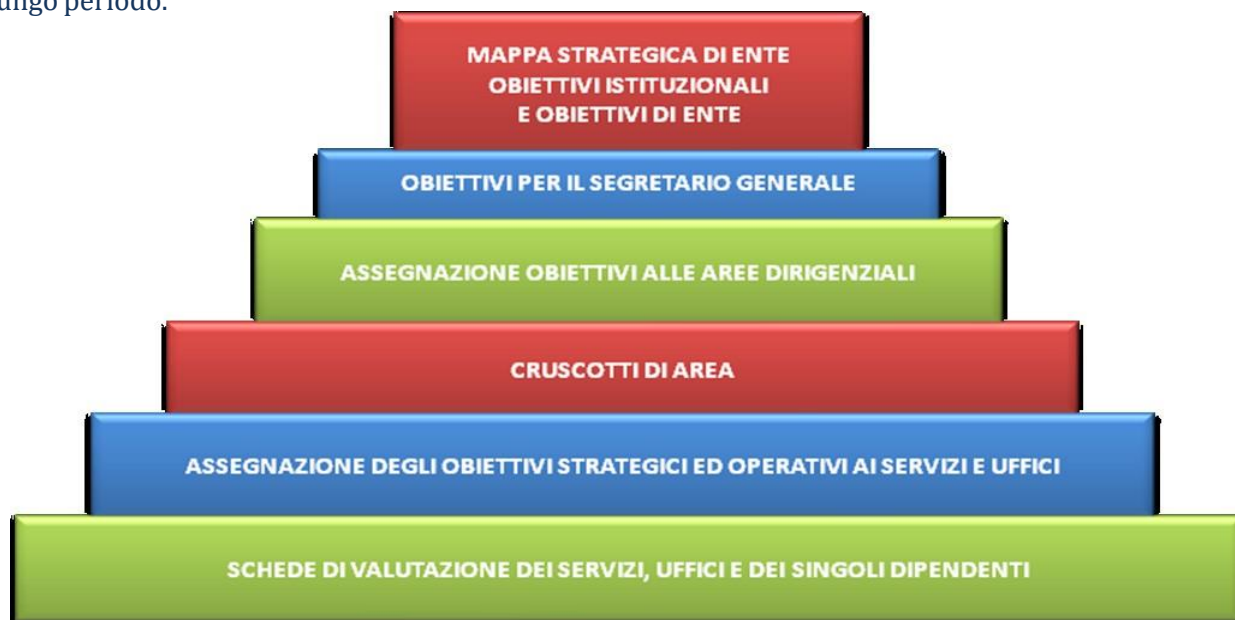 ungo periodo.
MAPPA STRATEGICA DI ENTE
OBIETTIVI ISTITUZIONALI
E OBIETTIVI DI ENTE
OBIETTIVI PER IL SEGRETARIO GENERALE
ASSEGNAZIONE OBIETTIVI ALLE AREE DIRIGENZIALI
CRUSCOTTI DI AREA
ASSEGNAZIONE DEGLI OBIETTIVI STRATEGICI ED OPERATIVI AI SERVIZI E UFFICI
SCHEDE DI VALUTAZIONE DEI SERVIZI, UFFICI E DEI SINGOLI DIPENDENTI